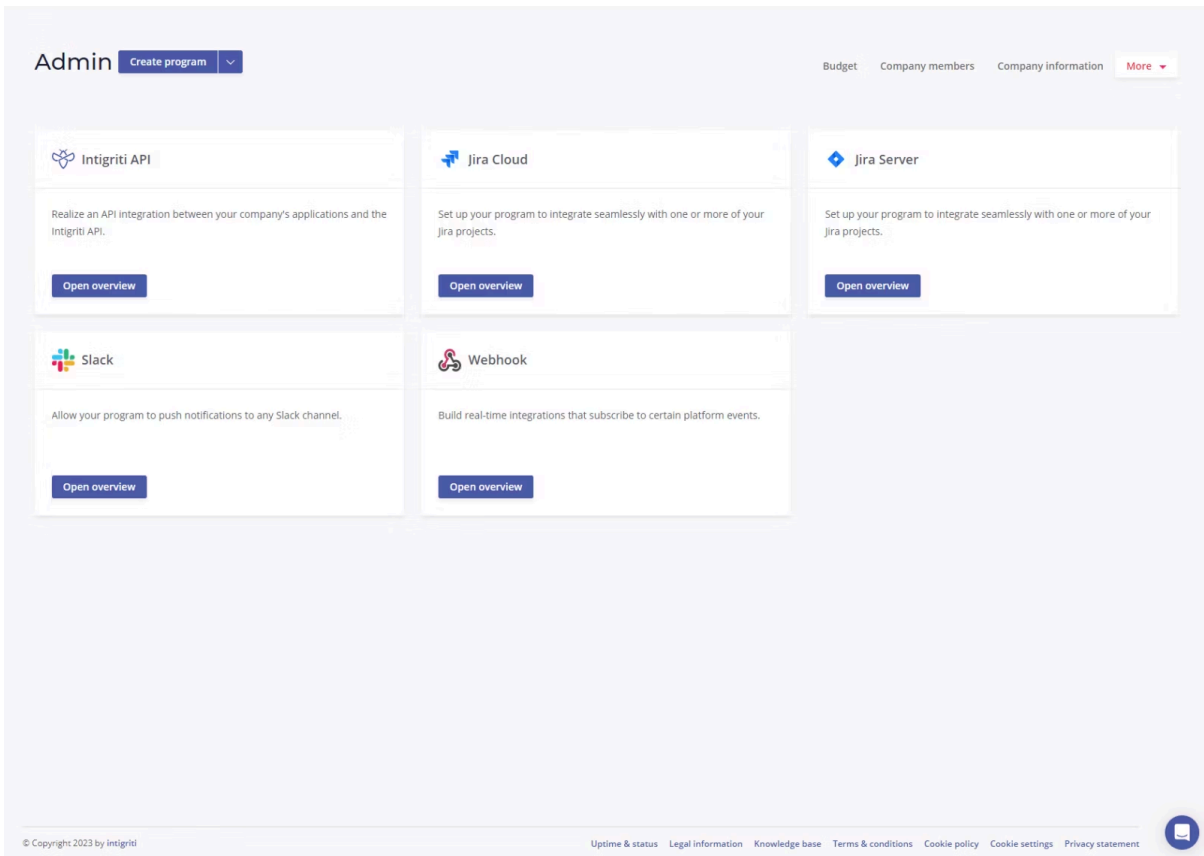 Admin
Create program
Budget
Company members
Company information
More
Intigriti API
Realize an API integration between your company's applications and the
Intigriti API.
Open overview
Jira Cloud
Set up your program to integrate seamlessly with one or more of your
Jira projects.
Open overview
Jira Server
Set up your program to integrate seamlessly with one or more of your
Jira projects.
Open overview
Slack
Allow your program to push notifications to any Slack channel.
Open overview
Webhook
Build real-time integrations that subscribe to certain platform events.
Open overview
© Copyright 2023 by intigriti
Uptime & status
Legal information
Knowledge base
Terms & conditions
Cookie policy
Cookie settings
Privacy statement